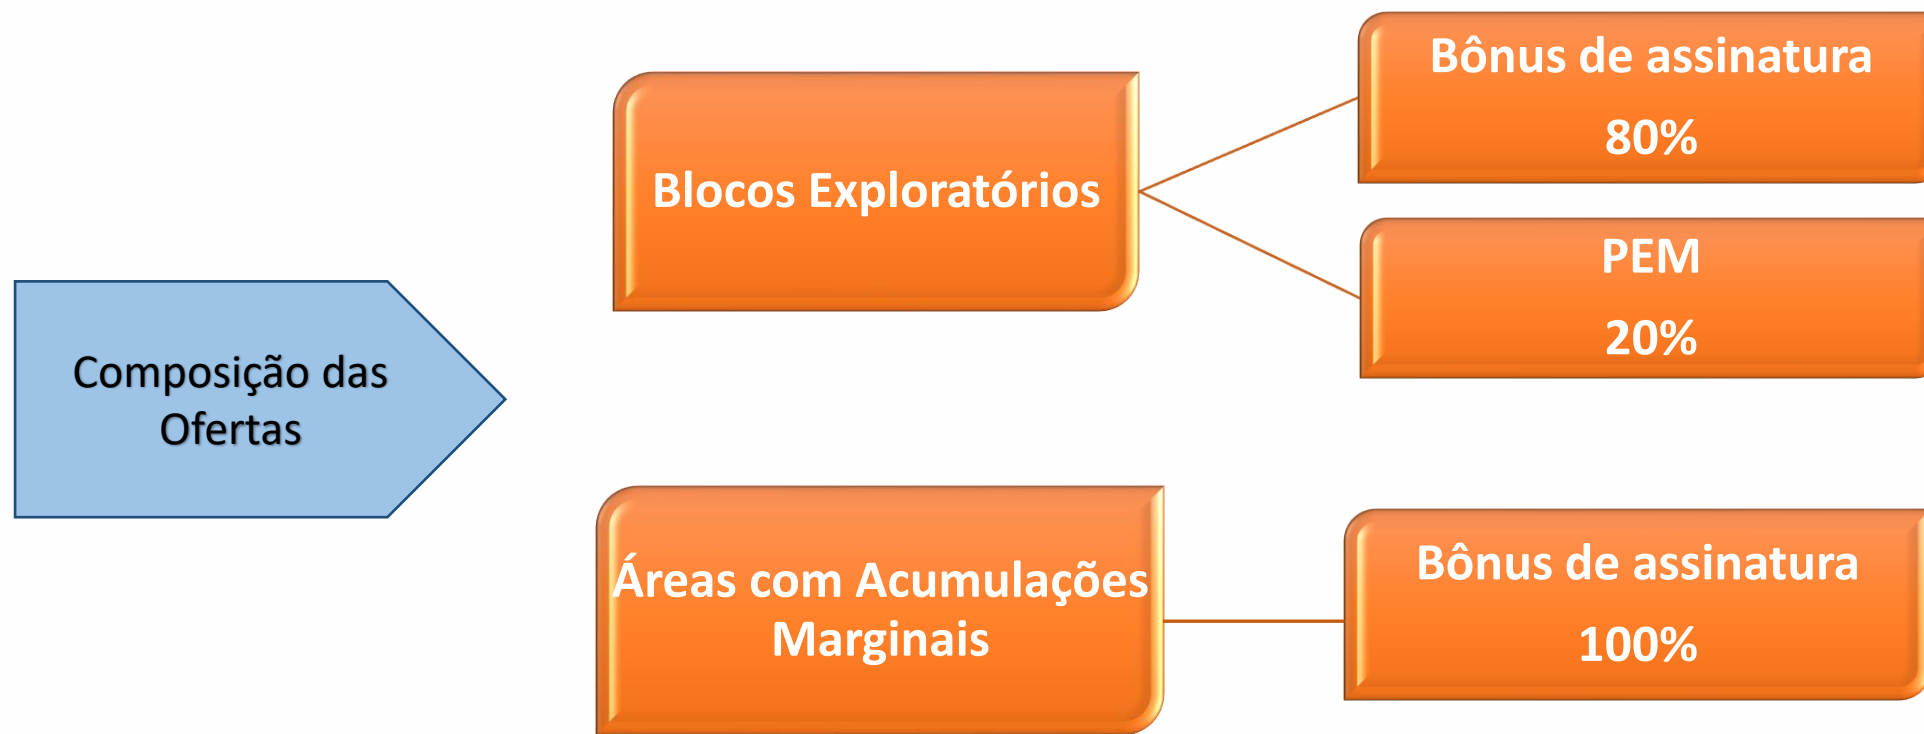 Composição das
Ofertas
Blocos Exploratórios
Bônus de assinatura
80%
PEM
20%
Áreas com Acumulações
Marginais
Bônus de assinatura
100%